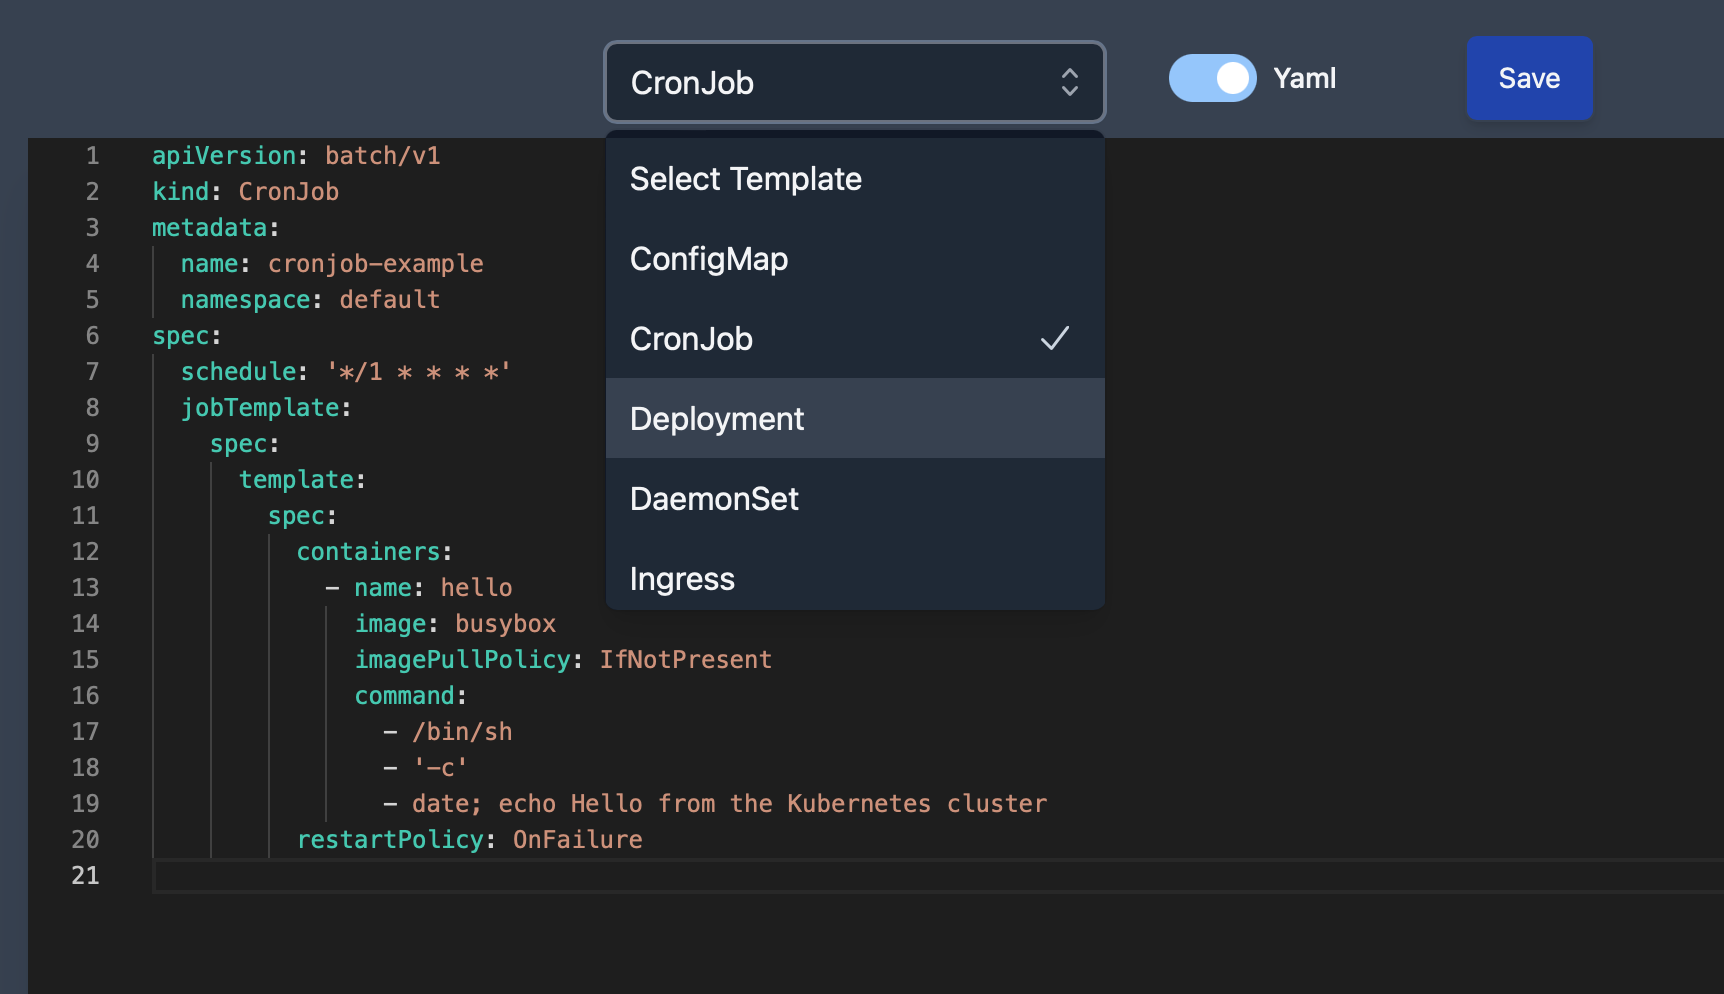 CronJob
Yaml
Save
Select Template
ConfigMap
CronJob
Deployment
DaemonSet
Ingress
1 apiVersion: batch/v1
2 kind: CronJob
3 metadata:
4   name: cronjob-example
5   namespace: default
6 spec:
7   schedule: '*/1 * * * *'
8   jobTemplate:
9     spec:
10       template:
11         spec:
12           containers:
13             - name: hello
14               image: busybox
15               imagePullPolicy: IfNotPresent
16               command:
17                 - /bin/sh
18                 - '-c'
19                 - date; echo Hello from the Kubernetes cluster
20           restartPolicy: OnFailure
21